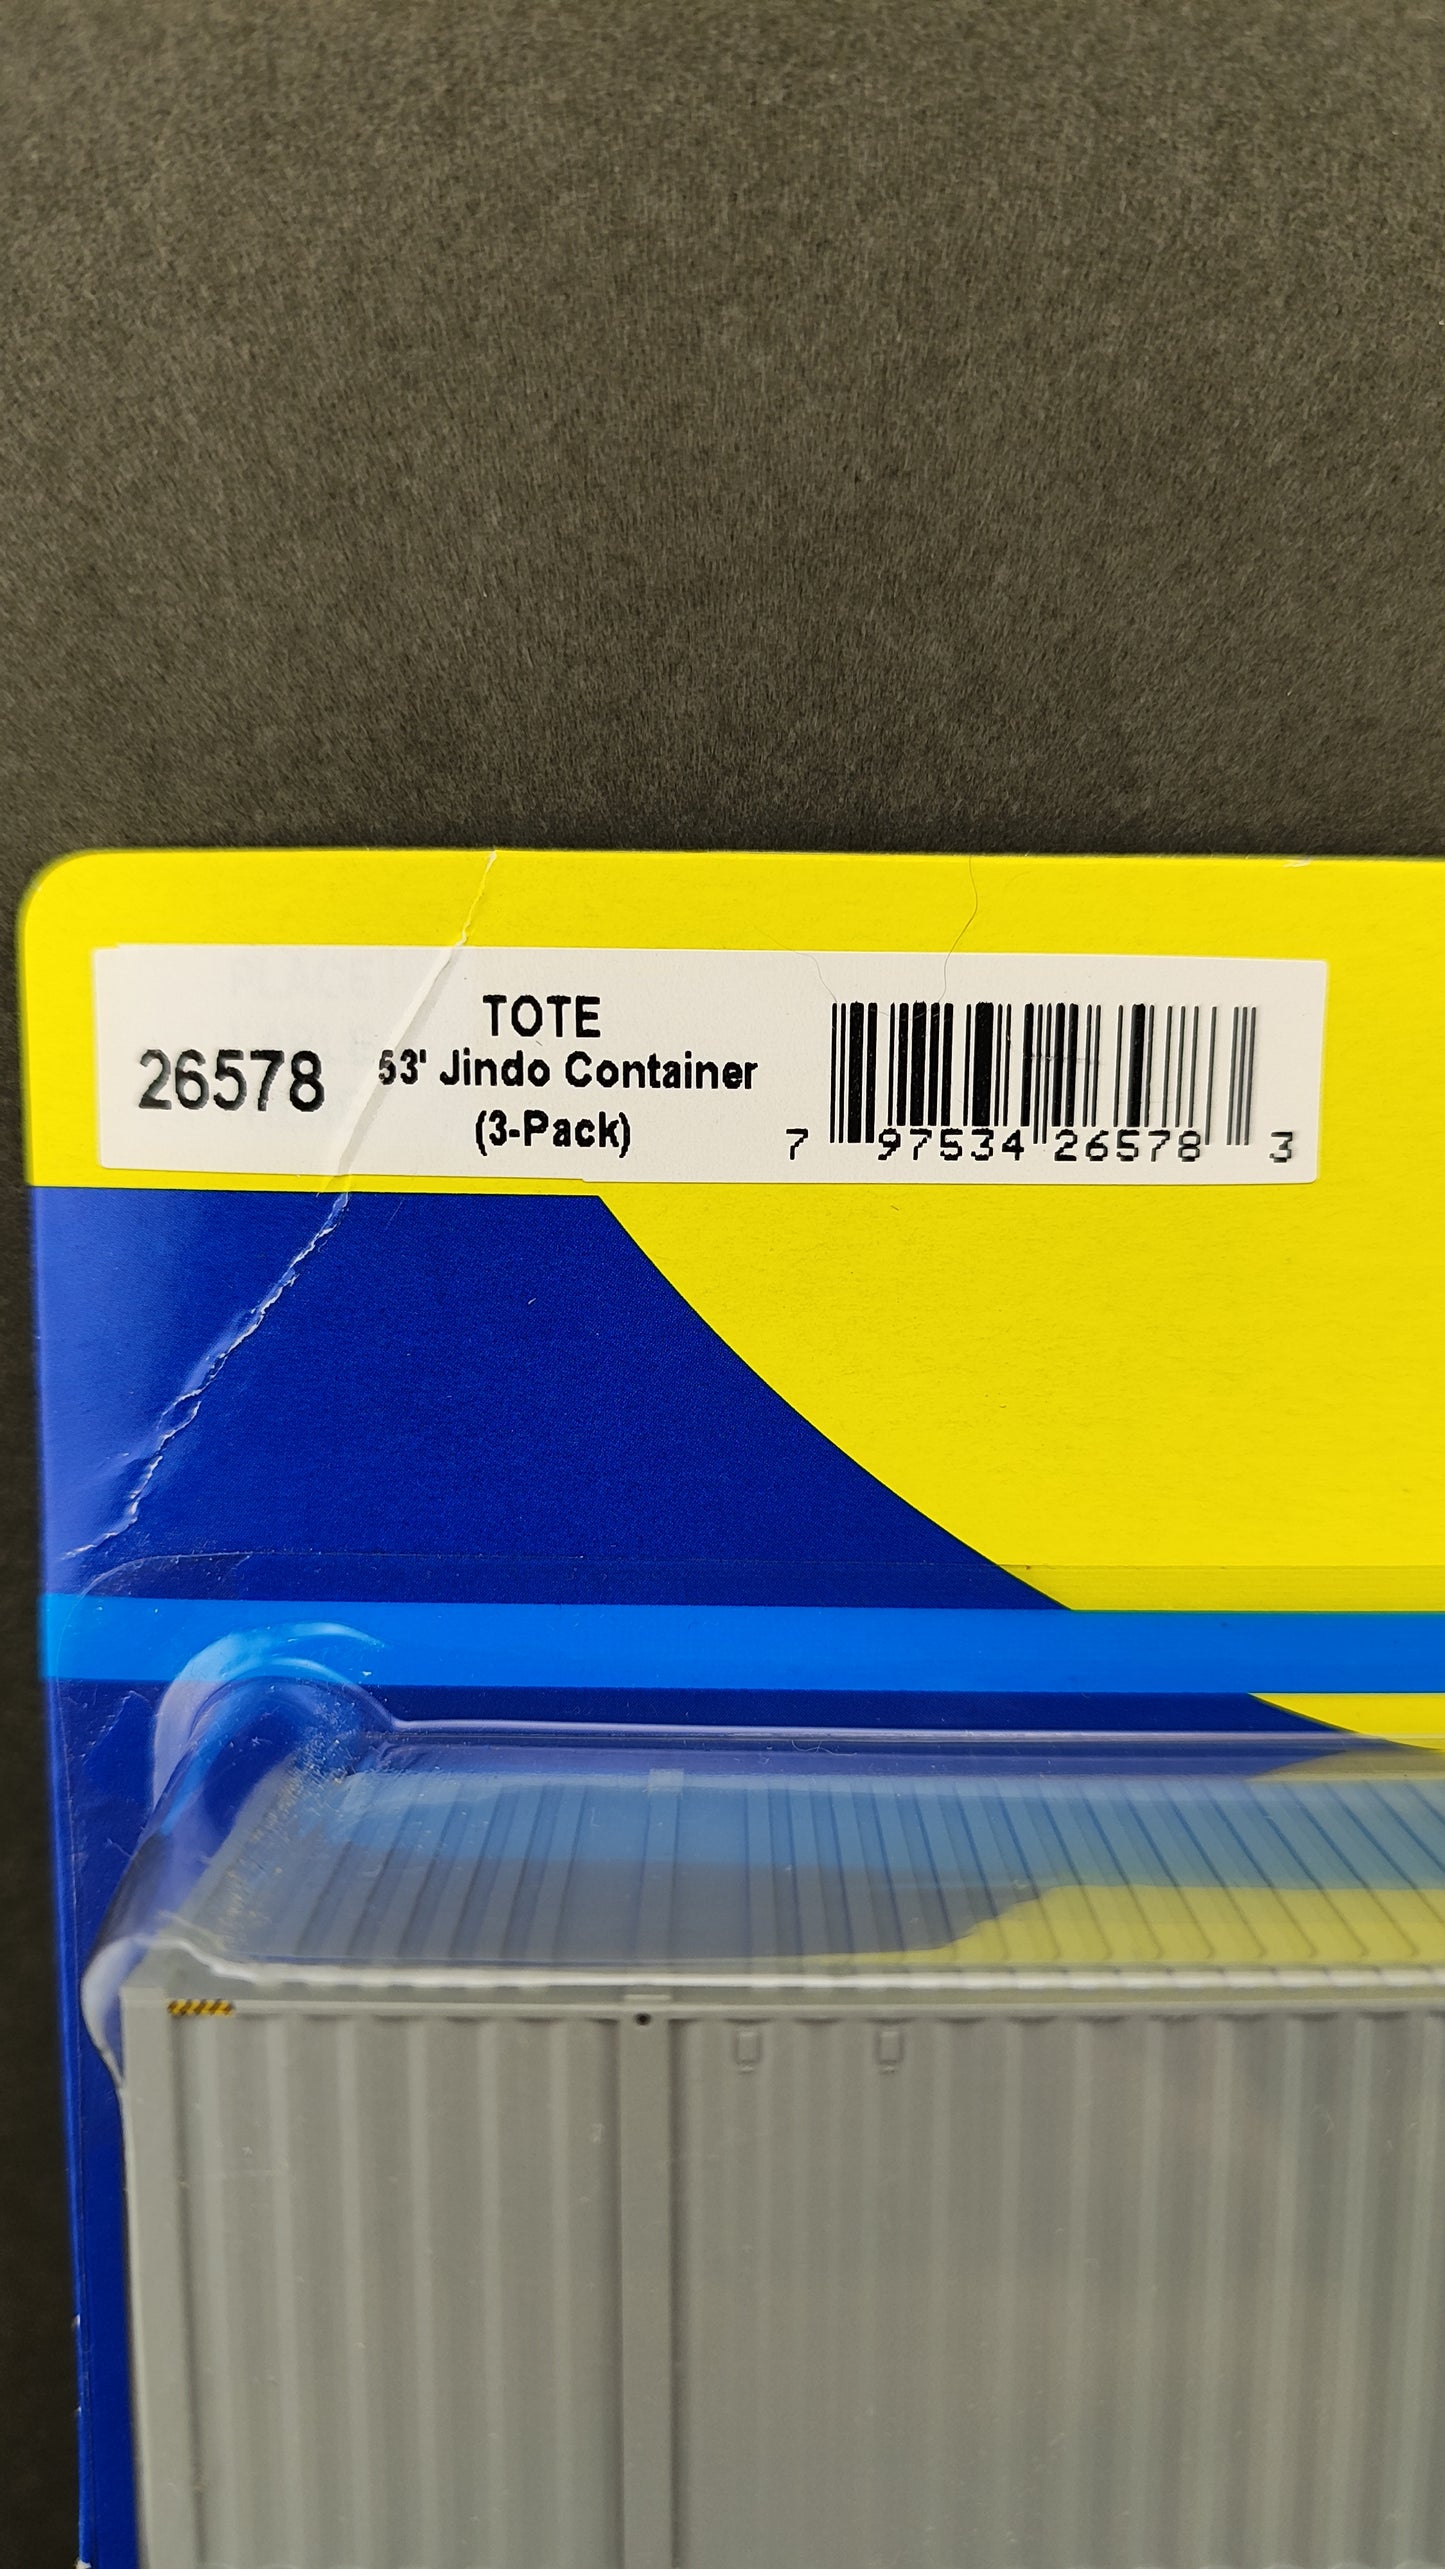 TOTE
26578 53' Jindo Container
(3-Pack)
7 97534 26578 3